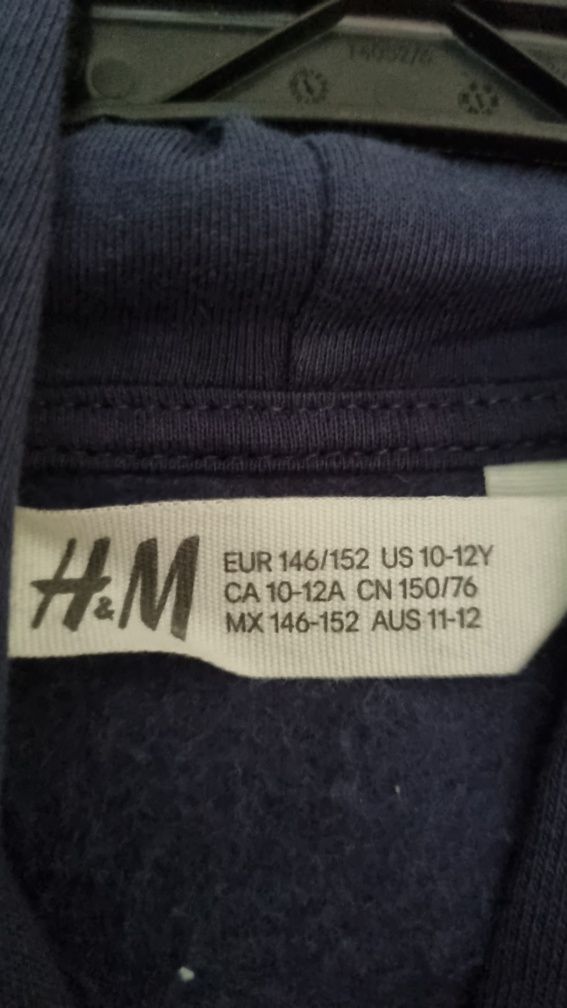 H&M
EUR 146/152 US 10-12Y
CA 10-12A CN 150/76
MX 146-152 AUS 11-12